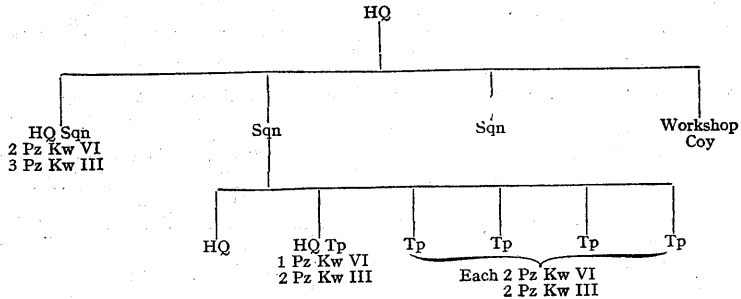 HQ
HQ Sqn
2 Pz Kw VI
3 Pz Kw III
Sqn
Sqn
Workshop
Coy
HQ
HQ Tp
1 Pz Kw VI
2 Pz Kw III
Tp
Tp
Tp
Tp
Each 2 Pz Kw VI
2 Pz Kw III